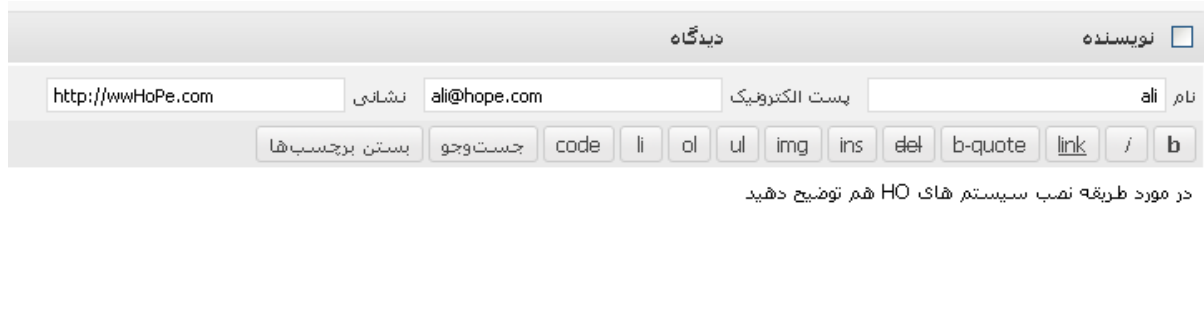 نویسنده دیدگاه
نام ali پست الکترونیک ali@hope.com نشانی http://wwHoPe.com
b i link b-quote del ins img ul ol li code جست‌وجو بستن برچسب‌ها
در مورد طریقه نصب سیستم های HO هم توضیح دهید